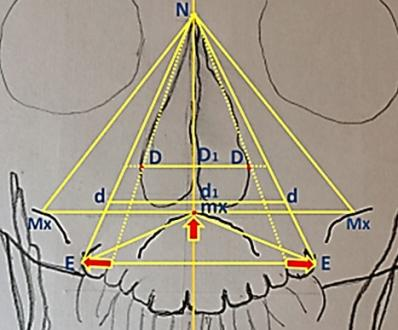 N
D D1 D
d d1 d
mx
Mx Mx
E E